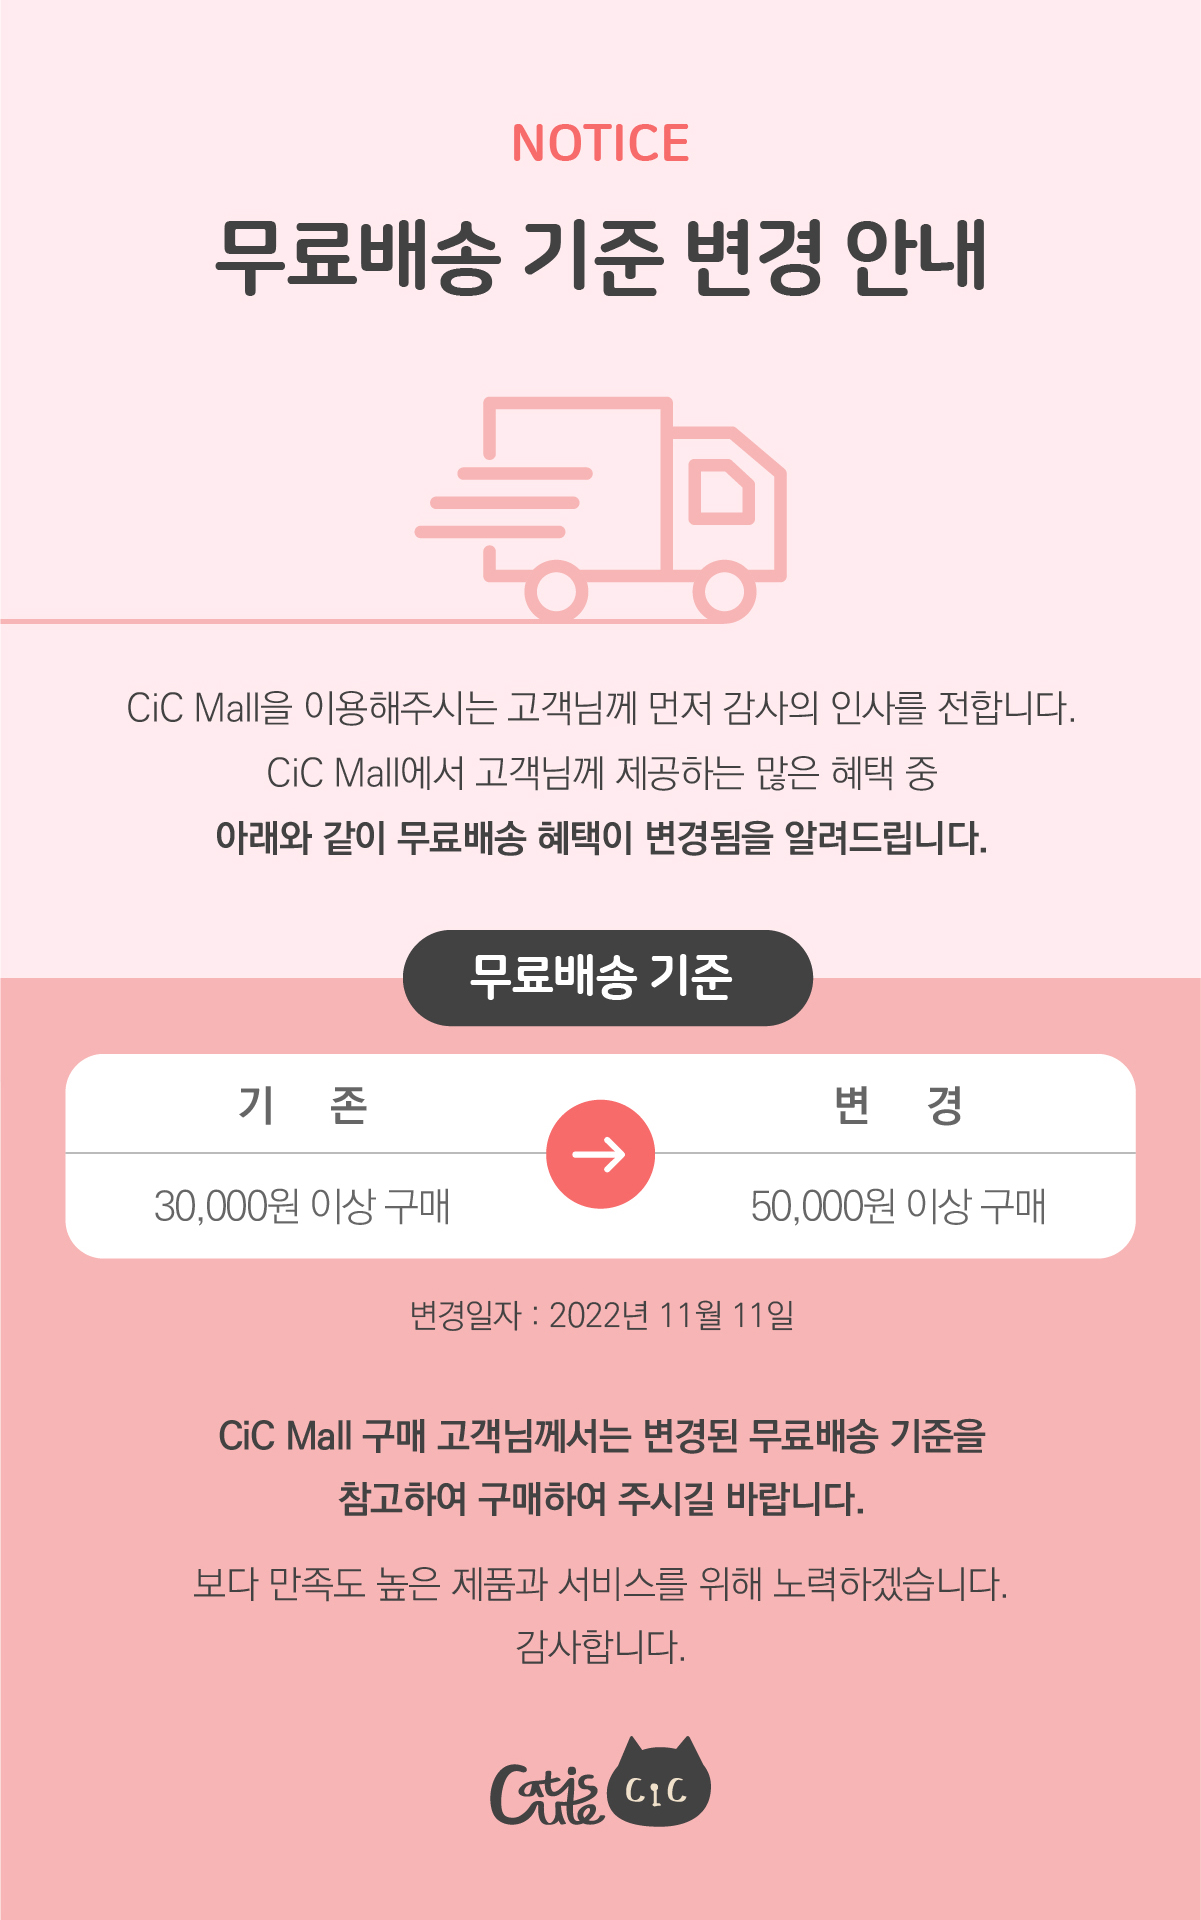 NOTICE
무료배송 기준 변경 안내
CiC Mall을 이용해주시는 고객님께 먼저 감사의 인사를 전합니다.
CiC Mall에서 고객님께 제공하는 많은 혜택 중
아래와 같이 무료배송 혜택이 변경됨을 알려드립니다.
무료배송 기준
기 존
변 경
30,000원 이상 구매
50,000원 이상 구매
변경일자 : 2022년 11월 11일
CiC Mall 구매 고객님께서는 변경된 무료배송 기준을
참고하여 구매하여 주시길 바랍니다.
보다 만족도 높은 제품과 서비스를 위해 노력하겠습니다.
감사합니다.
Cat is
Cute
CiC